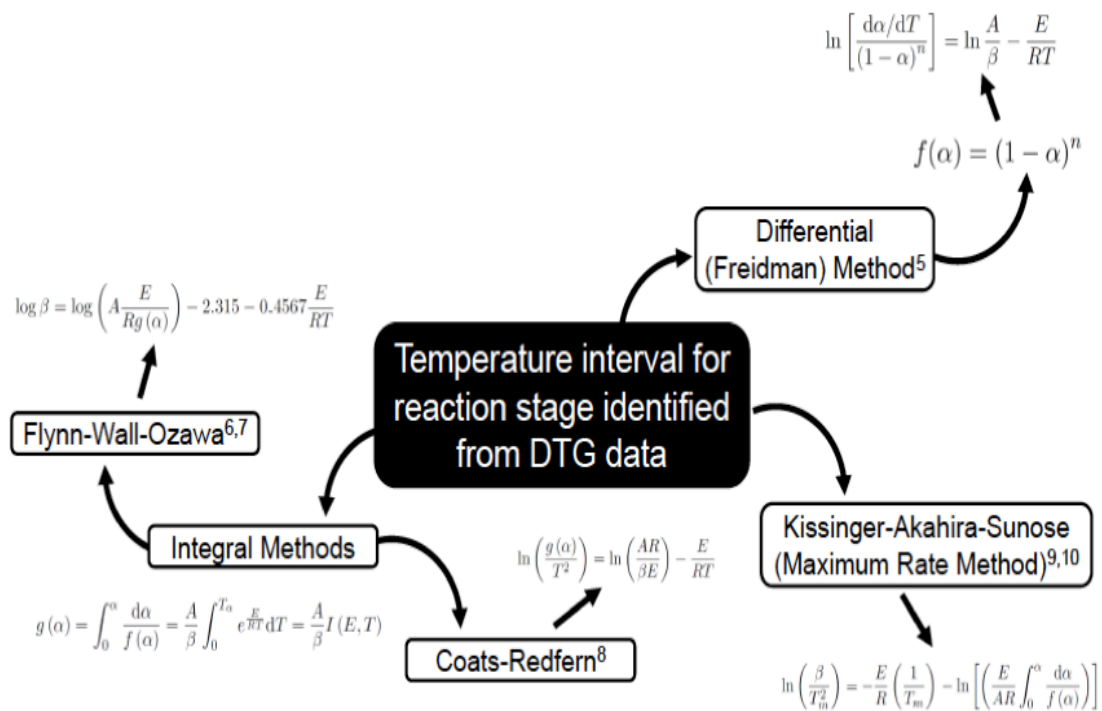 ln [ (dα/dT) / (1 − α)ⁿ ] = ln A/β − E/RT
f(α) = (1 − α)ⁿ
Differential
(Freidman) Method⁵
log β = log ( A E/Rg(α) ) − 2.315 − 0.4567 E/RT
Temperature interval for
reaction stage identified
from DTG data
Flynn-Wall-Ozawa⁶,⁷
Kissinger-Akahira-Sunose
(Maximum Rate Method)⁹,¹⁰
Integral Methods
ln ( g(α)/T² ) = ln ( AR/βE ) − E/RT
g(α) = ∫₀^α dα/f(α) = A/β ∫₀^Tα e^(E/RT) dT = A/β I(E,T)
Coats-Redfern⁸
ln ( β/T²m ) = − E/R ( 1/Tm ) − ln [ ( E/AR ∫₀^α dα/f(α) ) ]